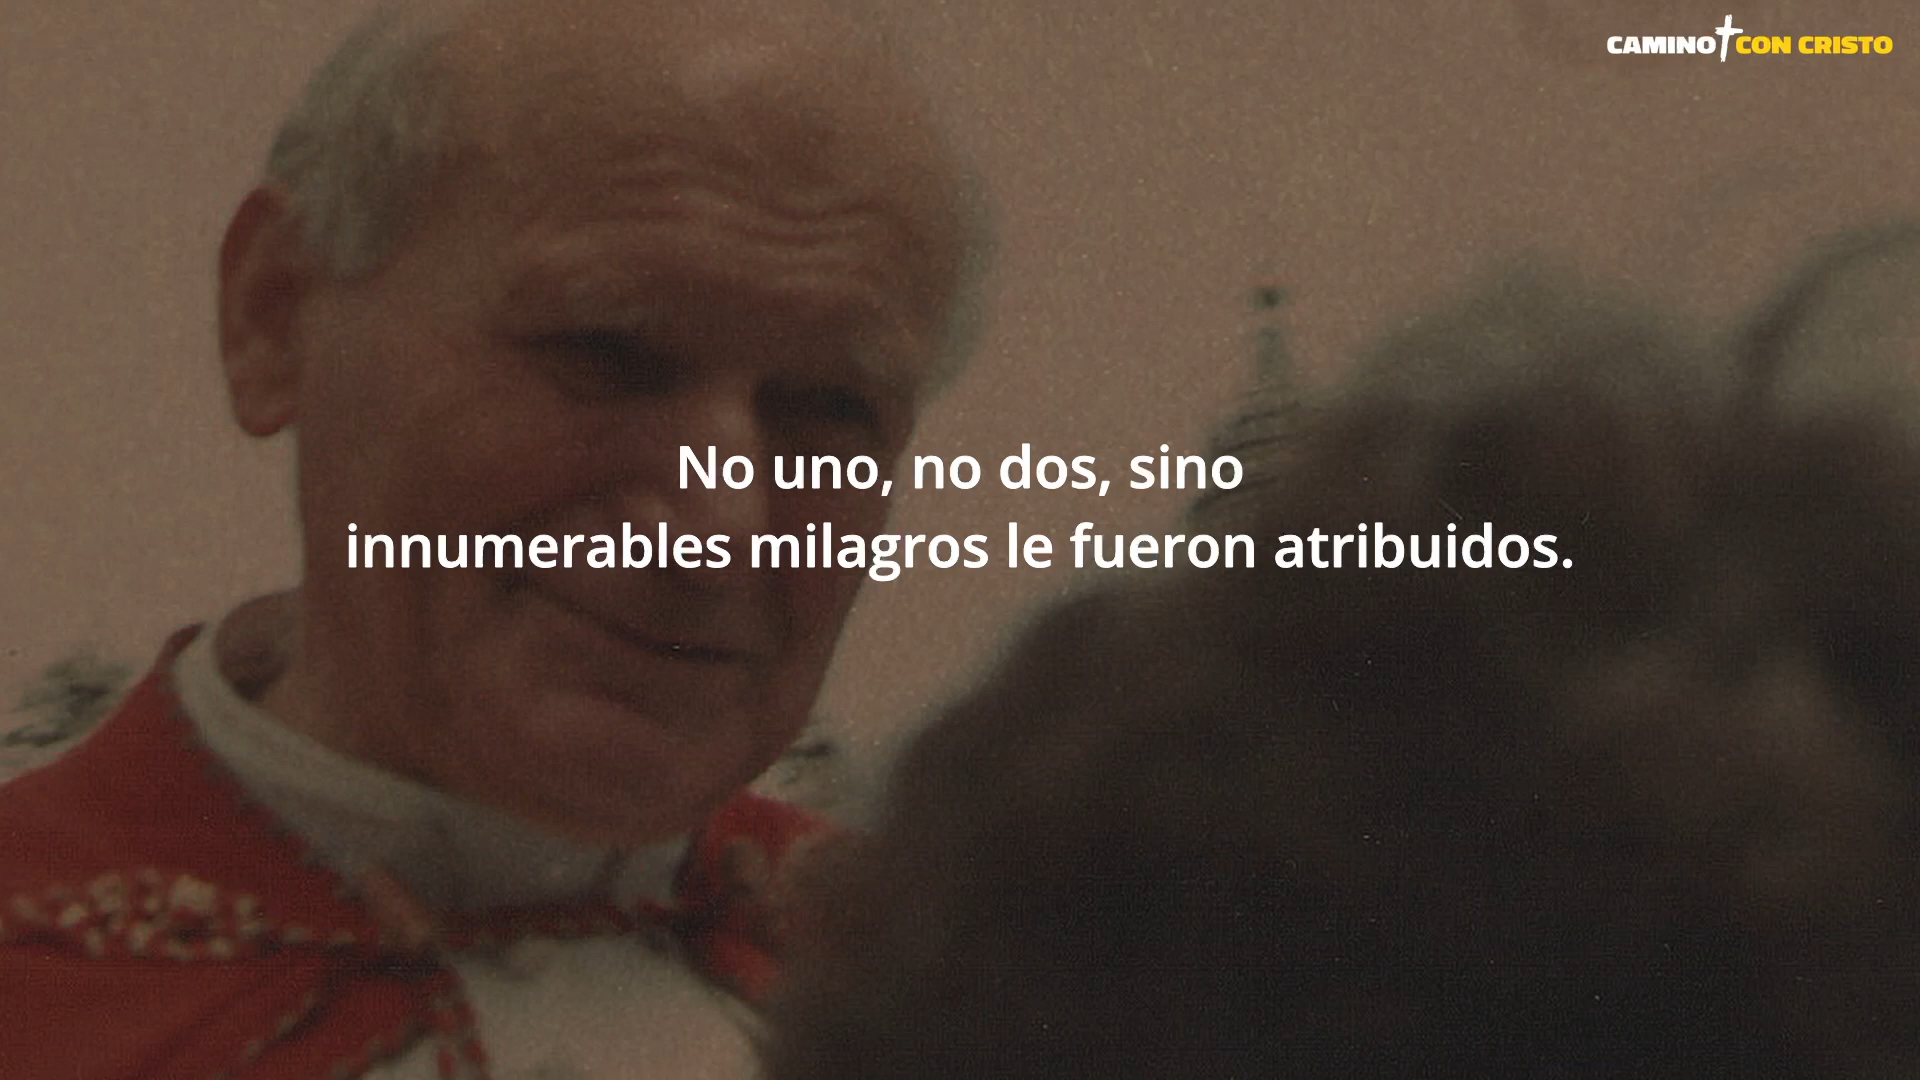 CAMINO CON CRISTO
No uno, no dos, sino
innumerables milagros le fueron atribuidos.